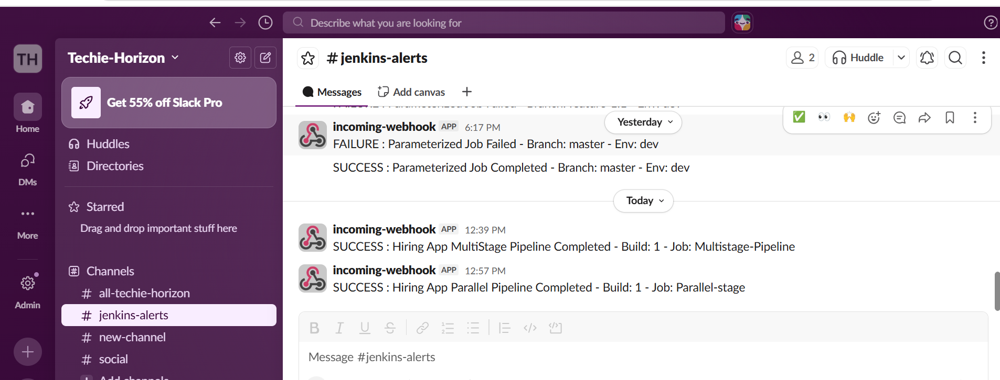 Describe what you are looking for
TH
Techie-Horizon
Get 55% off Slack Pro
Home
Huddles
Directories
DMs
Starred
Drag and drop important stuff here
More
Channels
all-techie-horizon
Admin
jenkins-alerts
new-channel
social
Add channels
# jenkins-alerts
2
Huddle
Messages
Add canvas
Yesterday
incoming-webhook APP 6:17 PM
FAILURE : Parameterized Job Failed - Branch: master - Env: dev
SUCCESS : Parameterized Job Completed - Branch: master - Env: dev
Today
incoming-webhook APP 12:39 PM
SUCCESS : Hiring App MultiStage Pipeline Completed - Build: 1 - Job: Multistage-Pipeline
incoming-webhook APP 12:57 PM
SUCCESS : Hiring App Parallel Pipeline Completed - Build: 1 - Job: Parallel-stage
Message #jenkins-alerts